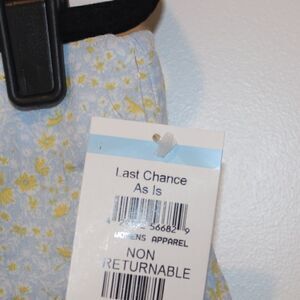 Last Chance
As Is
56682 9
WOMENS APPAREL
NON
RETURNABLE